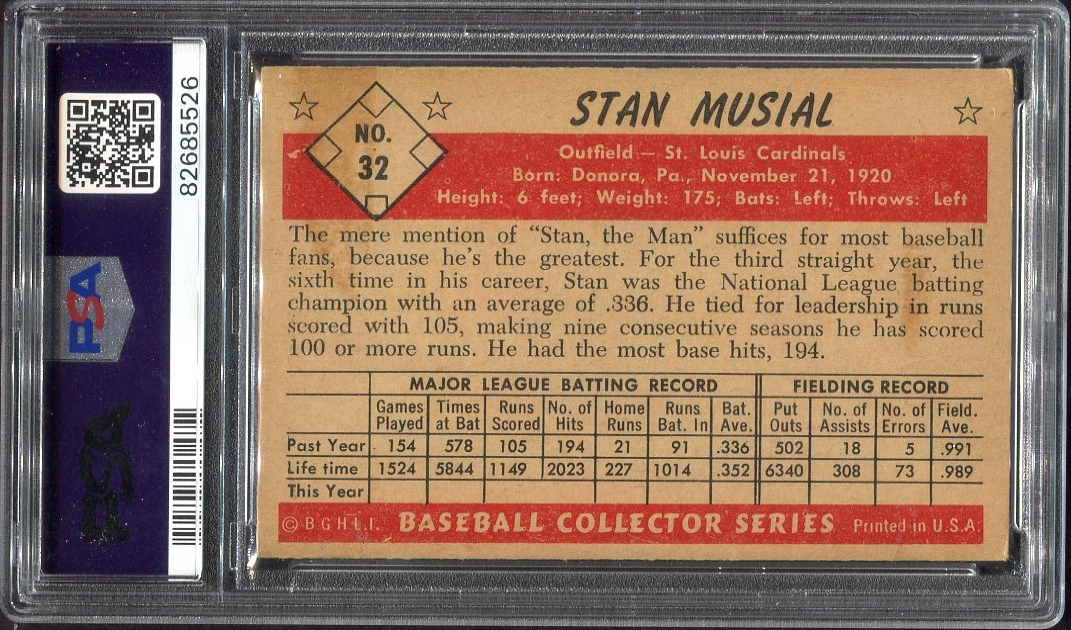 82685526
PSA
PSA
NO.
32
STAN MUSIAL
Outfield — St. Louis Cardinals
Born: Donora, Pa., November 21, 1920
Height: 6 feet; Weight: 175; Bats: Left; Throws: Left
The mere mention of “Stan, the Man” suffices for most baseball
fans, because he’s the greatest. For the third straight year, the
sixth time in his career, Stan was the National League batting
champion with an average of .336. He tied for leadership in runs
scored with 105, making nine consecutive seasons he has scored
100 or more runs. He had the most base hits, 194.
MAJOR LEAGUE BATTING RECORD FIELDING RECORD
Games Times Runs No. of Home Runs Bat. Put No. of No. of Field.
Played at Bat Scored Hits Runs Bat. In Ave. Outs Assists Errors Ave.
Past Year 154 578 105 194 21 91 .336 502 18 5 .991
Life time 1524 5844 1149 2023 227 1014 .352 6340 308 73 .989
This Year
© B.G.H.L.I. BASEBALL COLLECTOR SERIES Printed in U.S.A.